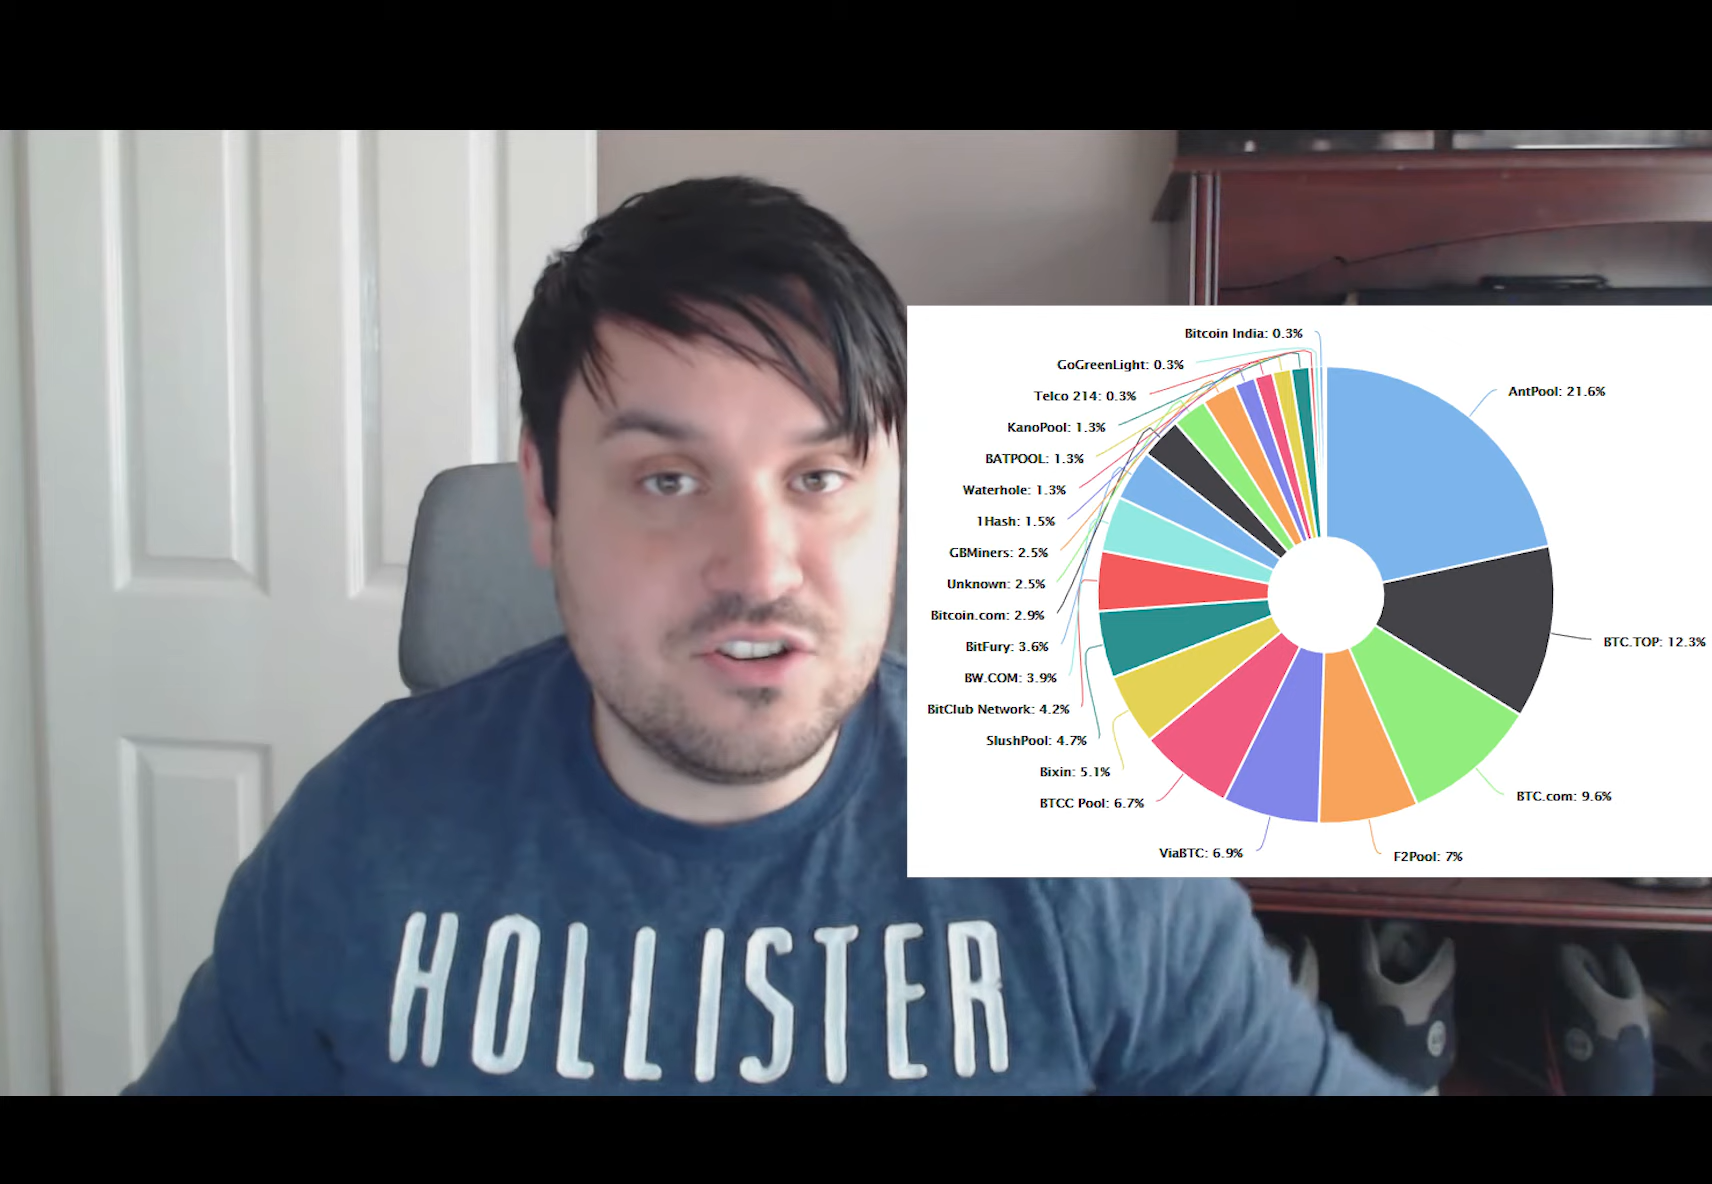 Bitcoin India: 0.3%
GoGreenLight: 0.3%
Telco 214: 0.3%
KanoPool: 1.3%
BATPOOL: 1.3%
Waterhole: 1.3%
1Hash: 1.5%
GBMiners: 2.5%
Unknown: 2.5%
Bitcoin.com: 2.9%
BitFury: 3.6%
BW.COM: 3.9%
BitClub Network: 4.2%
SlushPool: 4.7%
Bixin: 5.1%
BTCC Pool: 6.7%
ViaBTC: 6.9%
F2Pool: 7%
BTC.com: 9.6%
BTC.TOP: 12.3%
AntPool: 21.6%
HOLLISTER